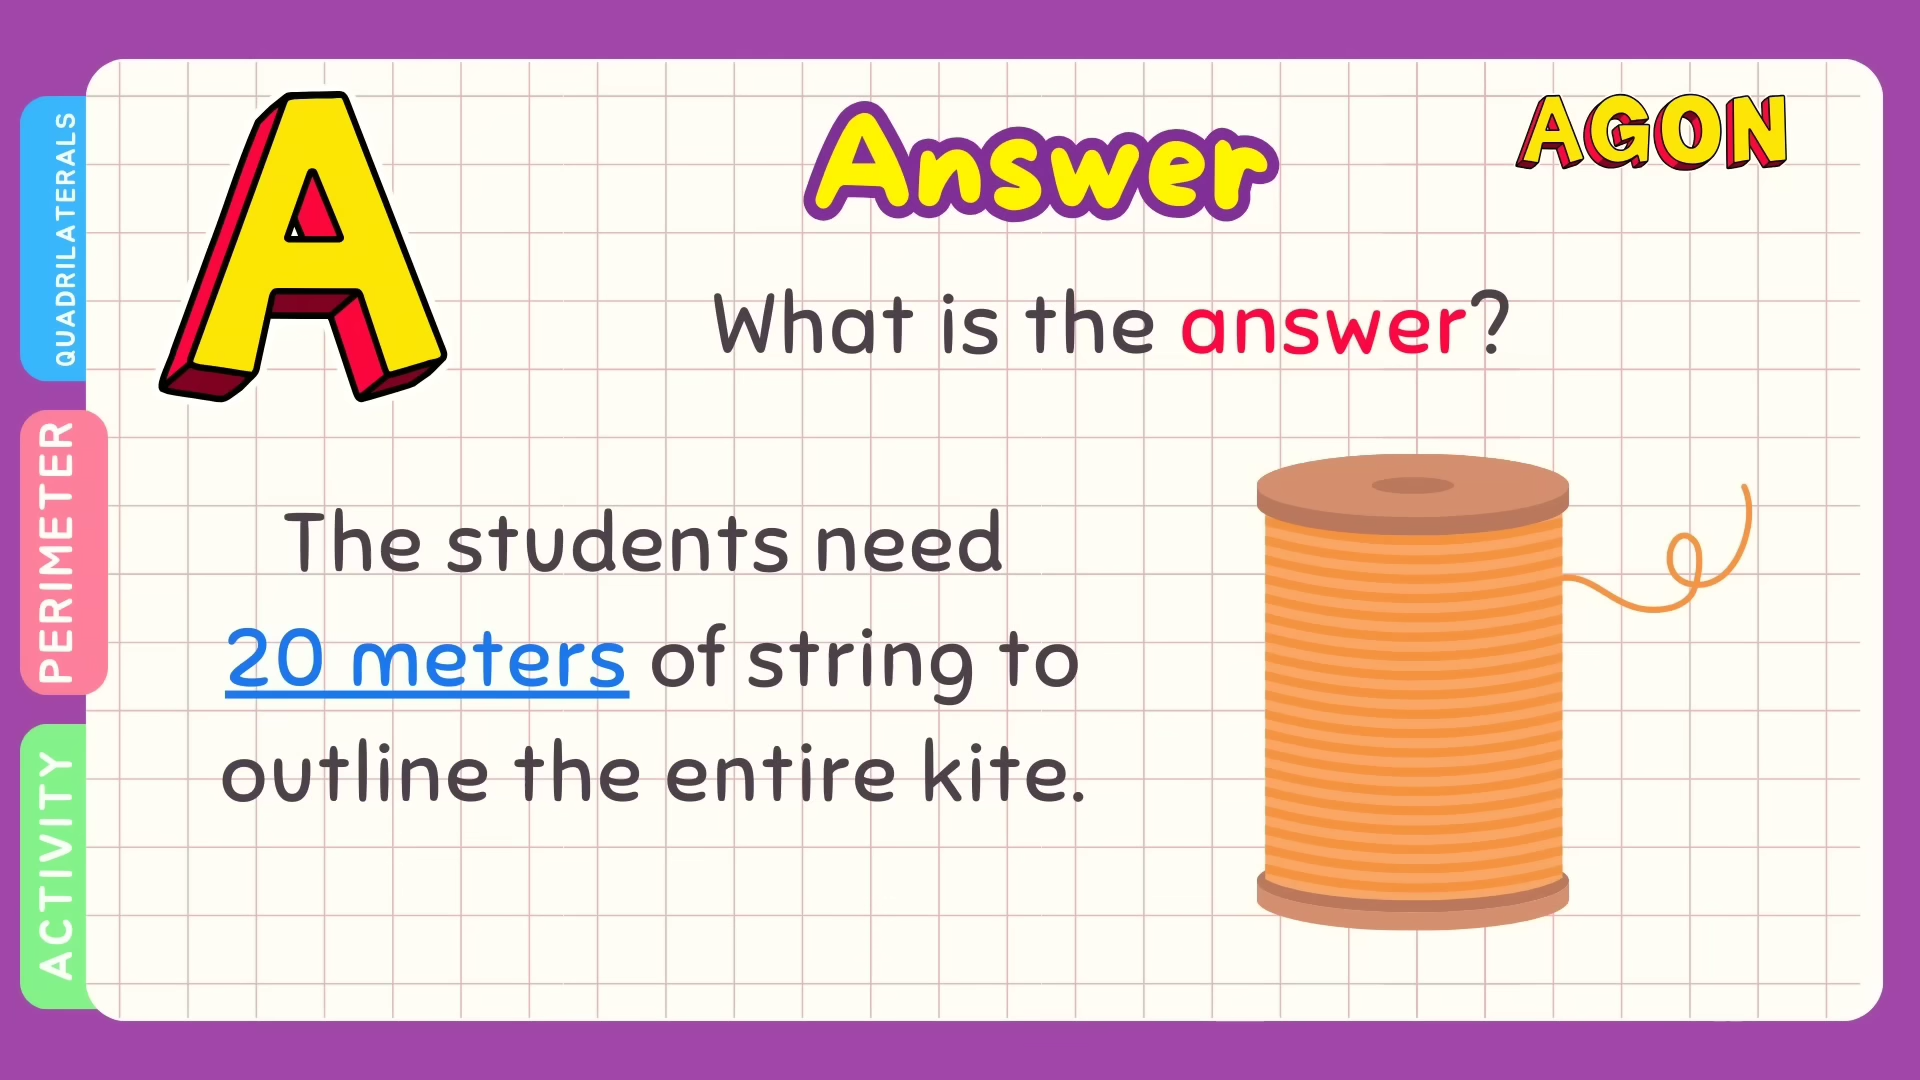 QUADRILATERALS
PERIMETER
ACTIVITY
A
Answer
AGON
What is the answer?
The students need
20 meters of string to
outline the entire kite.